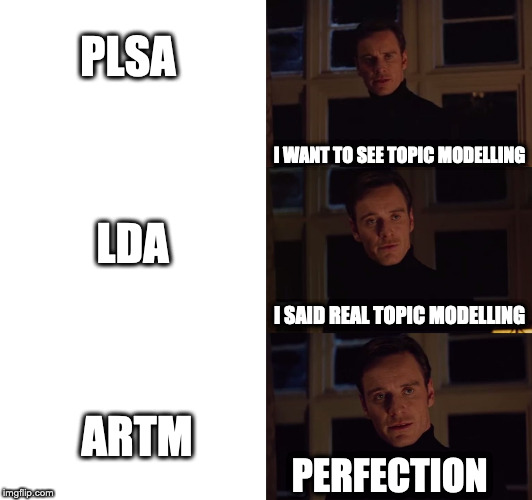 PLSA
I WANT TO SEE TOPIC MODELLING
LDA
I SAID REAL TOPIC MODELLING
ARTM
PERFECTION
imgflip.com